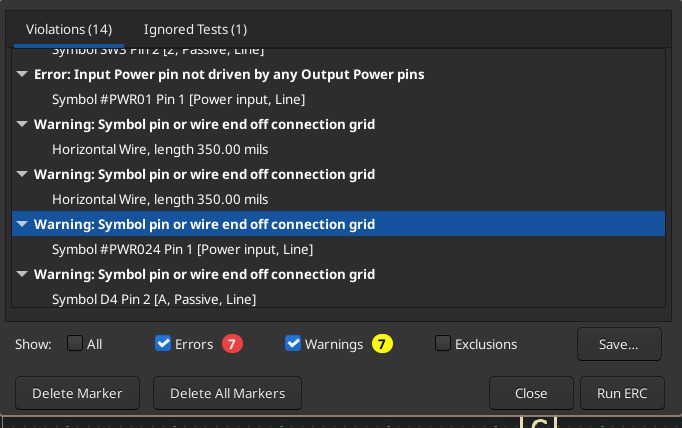 Violations (14)
Ignored Tests (1)
Symbol SW3 Pin 2 [2, Passive, Line]
Error: Input Power pin not driven by any Output Power pins
Symbol #PWR01 Pin 1 [Power input, Line]
Warning: Symbol pin or wire end off connection grid
Horizontal Wire, length 350.00 mils
Warning: Symbol pin or wire end off connection grid
Horizontal Wire, length 350.00 mils
Warning: Symbol pin or wire end off connection grid
Symbol #PWR024 Pin 1 [Power input, Line]
Warning: Symbol pin or wire end off connection grid
Symbol D4 Pin 2 [A, Passive, Line]
Show:
All
Errors
7
Warnings
7
Exclusions
Save...
Delete Marker
Delete All Markers
Close
Run ERC